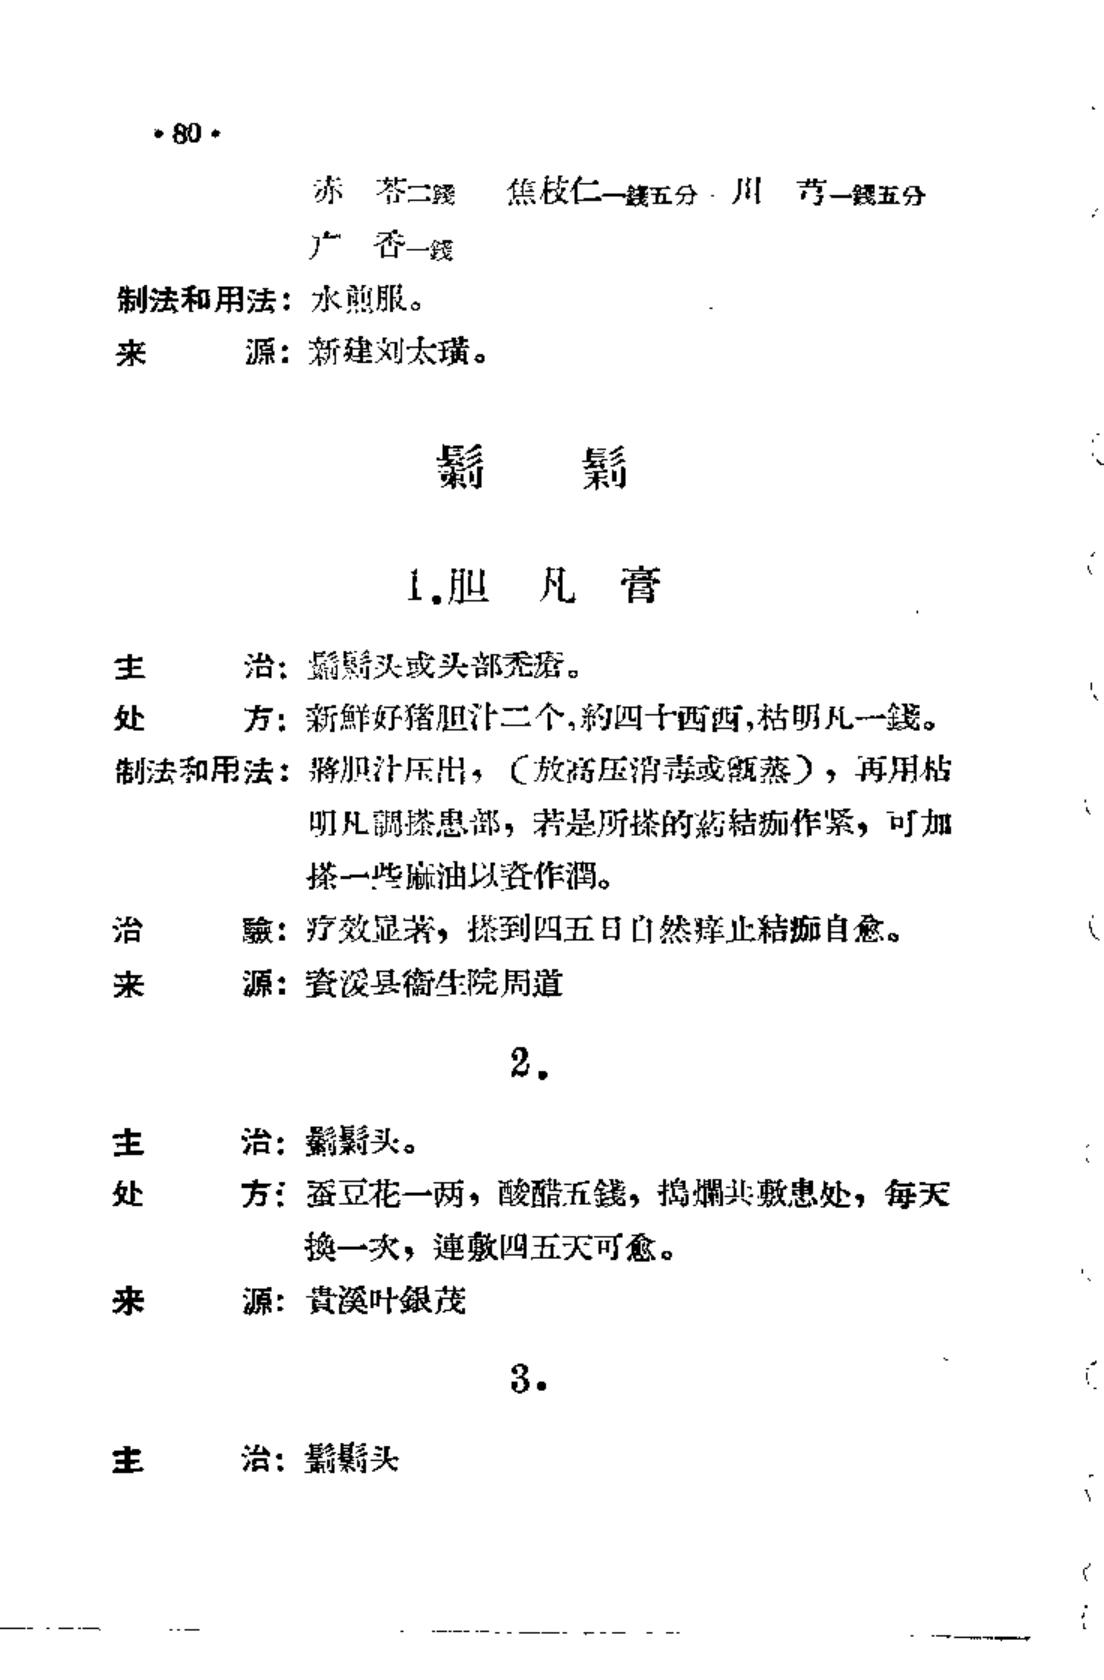 • 80 •
赤　苓二錢　焦枝仁一錢五分　川　芎一錢五分
广　香一錢
制法和用法：水煎服。
来　　源：新建刘太璜。
鬎　鬁
1.胆　凡　膏
主　　治：鬎鬁头或头部禿瘡。
处　　方：新鮮好猪胆汁二个,約四十西西,枯明凡一錢。
制法和用法：將胆汁压出，（放高压消毒或甑蒸），再用枯
明凡調搽患部，若是所搽的葯結痂作紧，可加
搽一些麻油以资作潤。
治　　驗：疗效显著，搽到四五日自然痒止結痂自愈。
来　　源：資溪县衞生院周道
2.
主　　治：鬎鬁头。
处　　方：蚕豆花一两，酸醋五錢，搗爛共敷患处，每天
換一次，連敷四五天可愈。
来　　源：貴溪叶銀茂
3.
主　　治：鬎鬁头